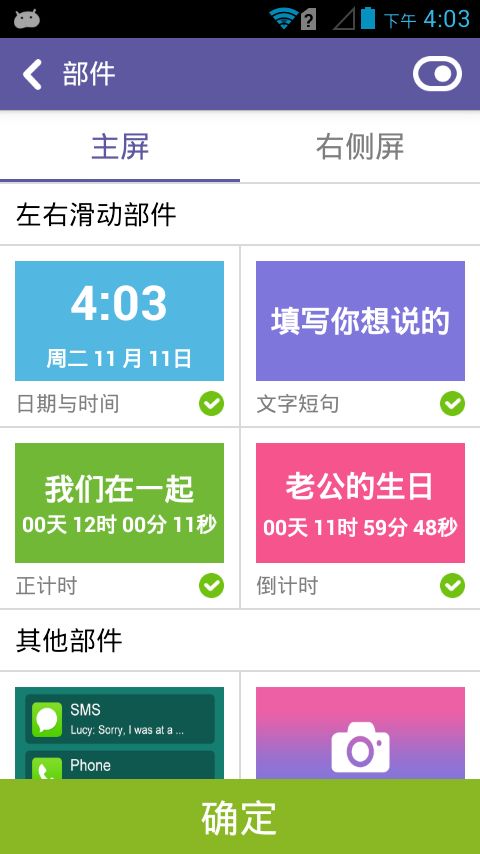 下午 4:03
部件
主屏
右侧屏
左右滑动部件
4:03
周二 11 月 11日
日期与时间
填写你想说的
文字短句
我们在一起
00天 12时 00分 11秒
正计时
老公的生日
00天 11时 59分 48秒
倒计时
其他部件
SMS
Lucy: Sorry, I was at a ...
Phone
确定